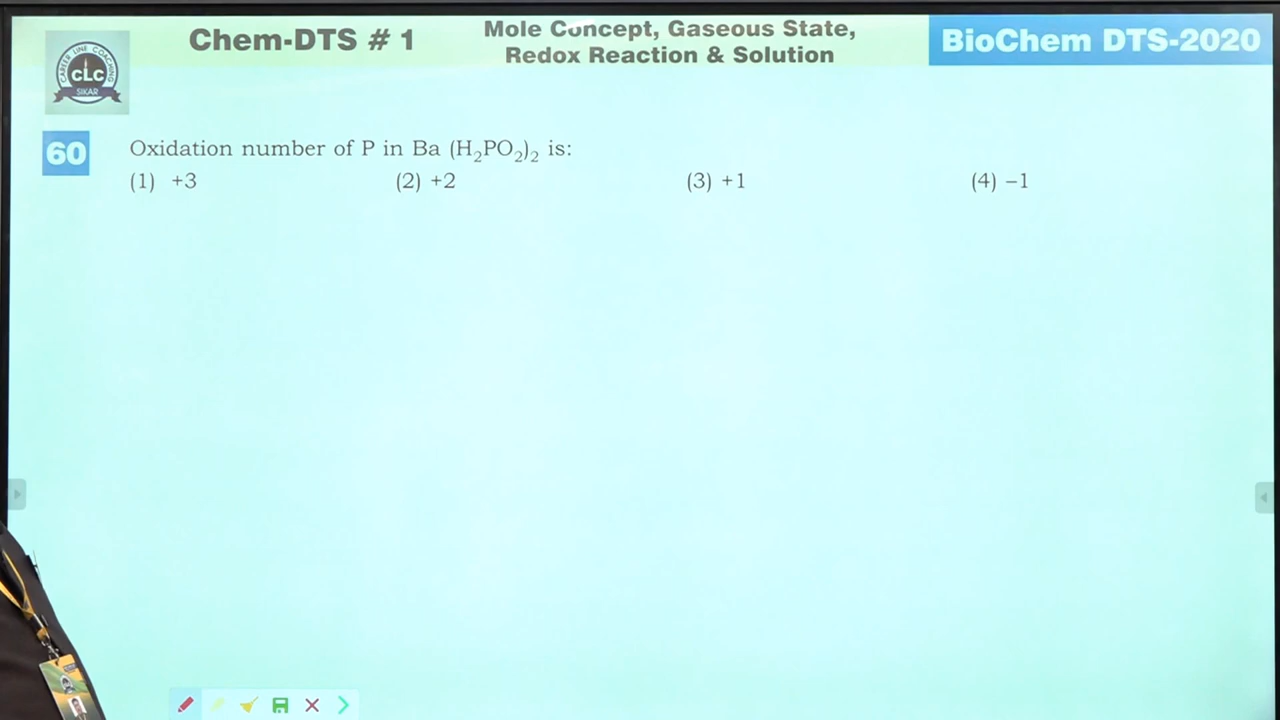 Chem-DTS # 1
Mole Concept, Gaseous State,
Redox Reaction & Solution
BioChem DTS-2020
CAREER LINE COACHING
CLC
SIKAR
60
Oxidation number of P in Ba (H₂PO₂)₂ is:
(1) +3 (2) +2 (3) +1 (4) –1